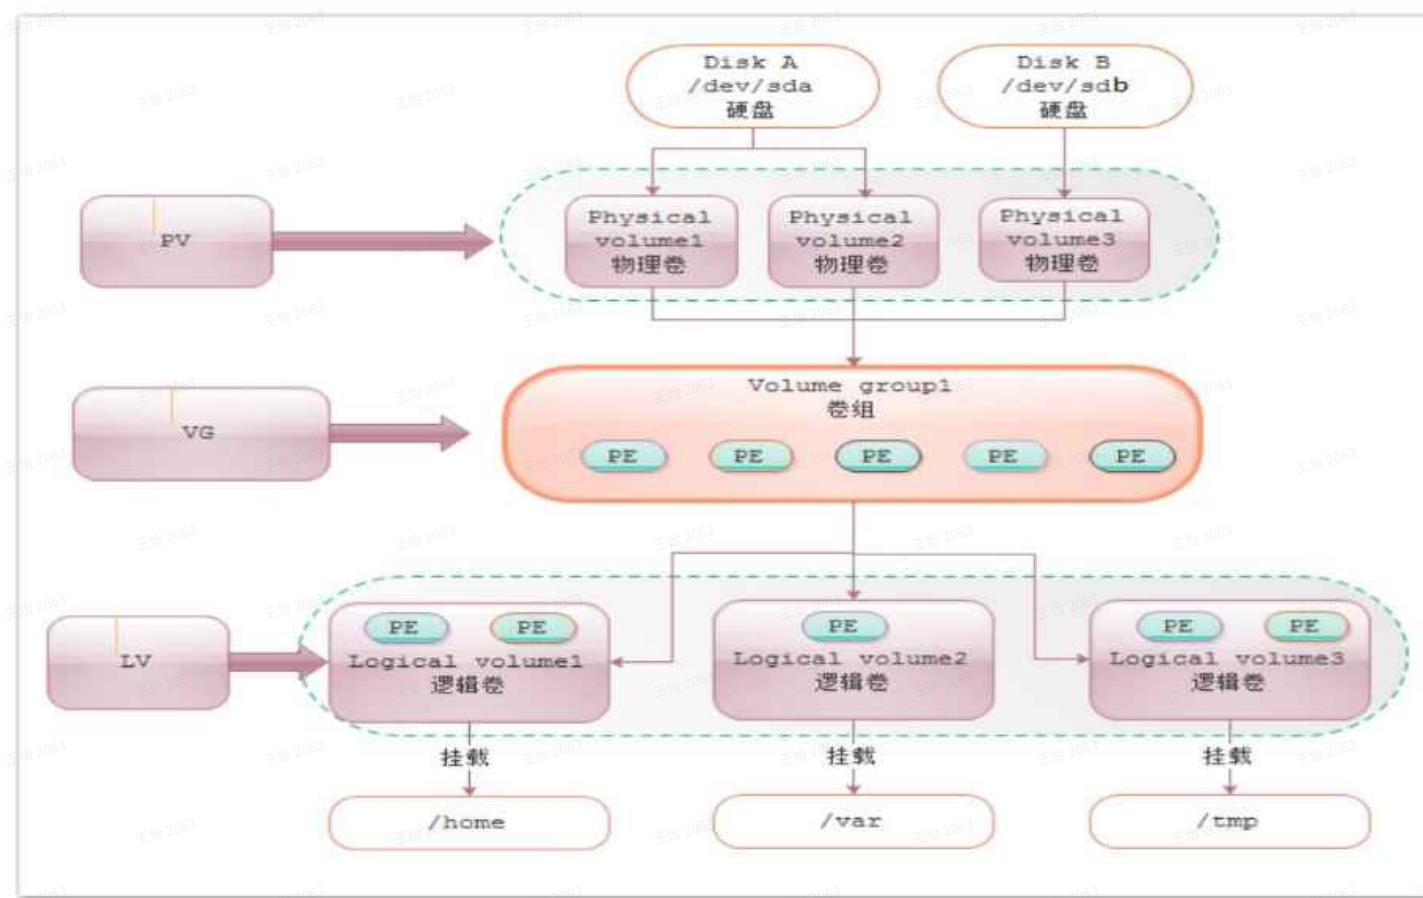 Disk A
/dev/sda
硬盘
Disk B
/dev/sdb
硬盘
PV
Physical
volume1
物理卷
Physical
volume2
物理卷
Physical
volume3
物理卷
VG
Volume group1
卷组
PE PE PE PE PE
LV
PE PE
Logical volume1
逻辑卷
PE
Logical volume2
逻辑卷
PE PE
Logical volume3
逻辑卷
挂载 挂载 挂载
/home /var /tmp
王怡 2063